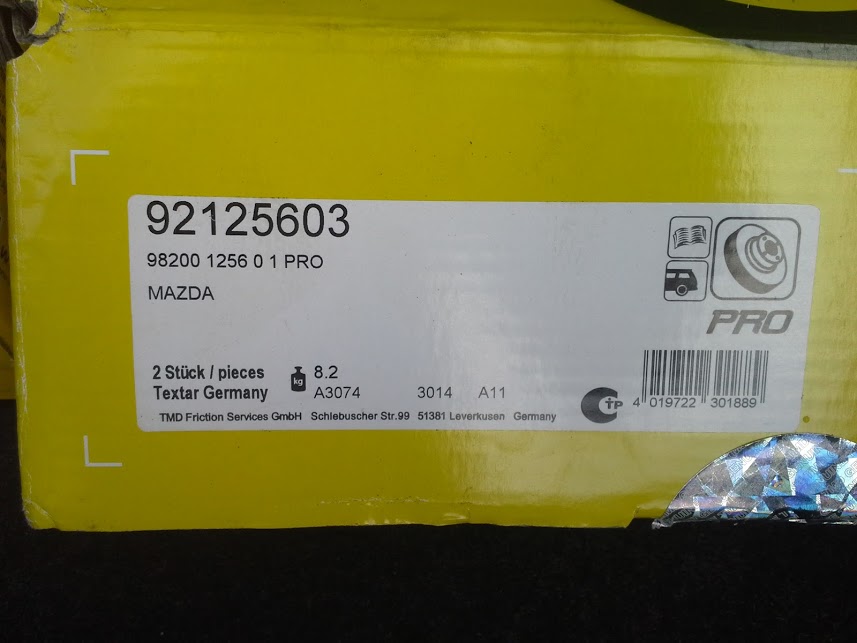 92125603
98200 1256 0 1 PRO
MAZDA
PRO
2 Stück / pieces kg 8.2
Textar Germany A3074 3014 A11
TMD Friction Services GmbH Schlebuscher Str.99 51381 Leverkusen Germany
CTP
4 019722 301889